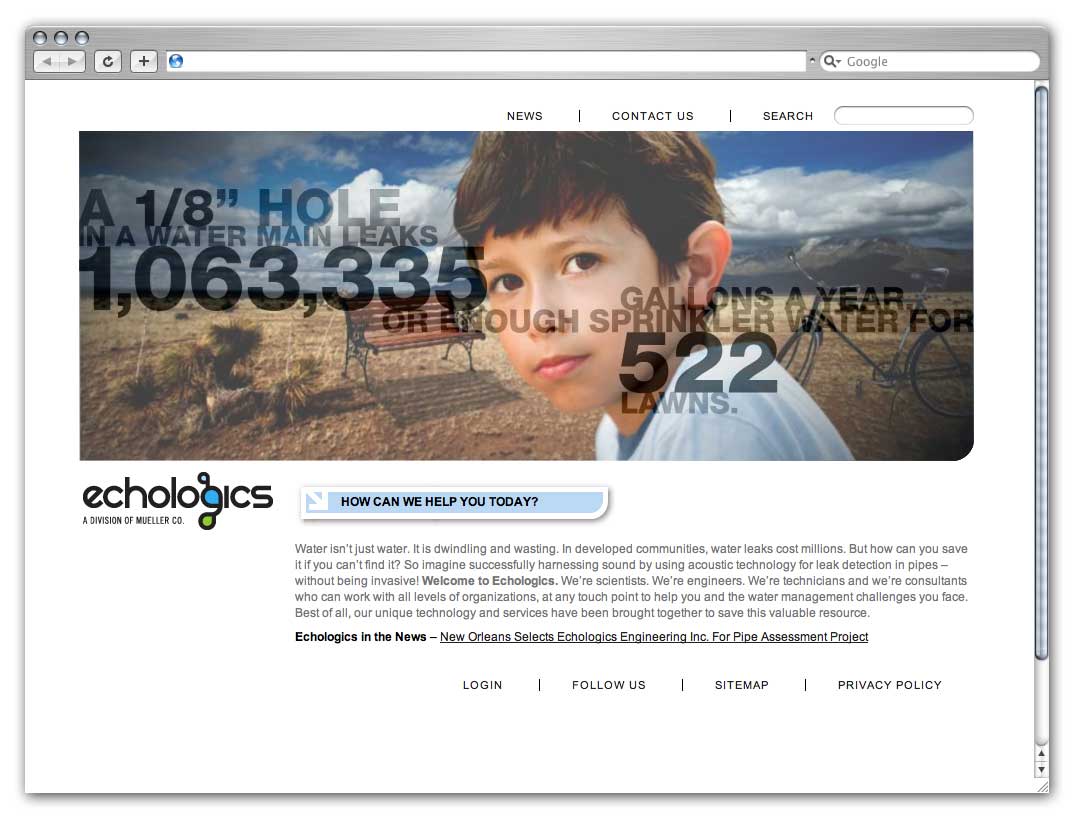 Google
NEWS | CONTACT US | SEARCH
A 1/8” HOLE
IN A WATER MAIN LEAKS
1,063,335
GALLONS A YEAR,
OR ENOUGH SPRINKLER WATER FOR
522
LAWNS.
echologics
A DIVISION OF MUELLER CO.
HOW CAN WE HELP YOU TODAY?
Water isn’t just water. It is dwindling and wasting. In developed communities, water leaks cost millions. But how can you save
it if you can’t find it? So imagine successfully harnessing sound by using acoustic technology for leak detection in pipes –
without being invasive! Welcome to Echologics. We’re scientists. We’re engineers. We’re technicians and we’re consultants
who can work with all levels of organizations, at any touch point to help you and the water management challenges you face.
Best of all, our unique technology and services have been brought together to save this valuable resource.
Echologics in the News – New Orleans Selects Echologics Engineering Inc. For Pipe Assessment Project
LOGIN | FOLLOW US | SITEMAP | PRIVACY POLICY